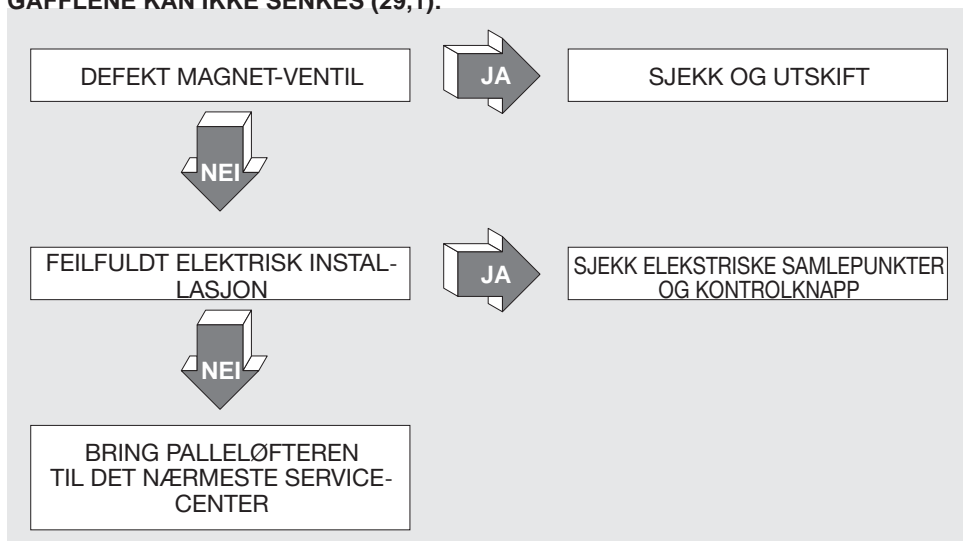 GAFFLENE KAN IKKE SENKES (29,1).
DEFEKT MAGNET-VENTIL
JA
SJEKK OG UTSKIFT
NEI
FEILFULDT ELEKTRISK INSTAL-
LASJON
JA
SJEKK ELEKSTRISKE SAMLEPUNKTER
OG KONTROLKNAPP
NEI
BRING PALLELØFTEREN
TIL DET NÆRMESTE SERVICE-
CENTER